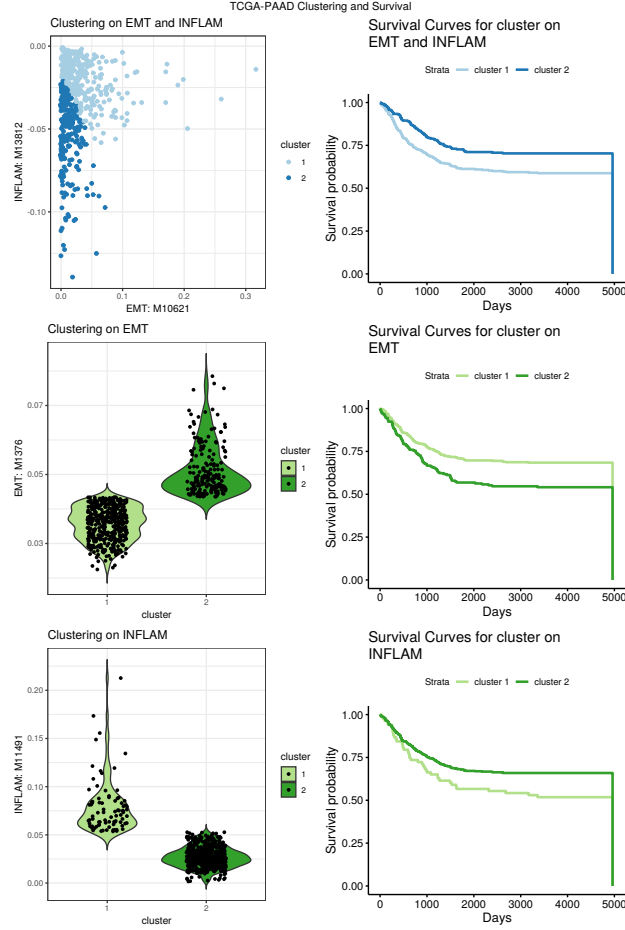 TCGA-PAAD Clustering and Survival
Clustering on EMT and INFLAM
0.00
-0.05
-0.10
INFLAM: M13812
0.0 0.1 0.2 0.3
EMT: M10621
cluster
1
2
Survival Curves for cluster on
EMT and INFLAM
Strata cluster 1 cluster 2
1.00
0.75
0.50
0.25
0.00
Survival probability
0 1000 2000 3000 4000 5000
Days
Clustering on EMT
0.07
0.05
0.03
EMT: M1376
1 2
cluster
cluster
1
2
Survival Curves for cluster on
EMT
Strata cluster 1 cluster 2
1.00
0.75
0.50
0.25
0.00
Survival probability
0 1000 2000 3000 4000 5000
Days
Clustering on INFLAM
0.20
0.15
0.10
0.05
0.00
INFLAM: M11491
1 2
cluster
cluster
1
2
Survival Curves for cluster on
INFLAM
Strata cluster 1 cluster 2
1.00
0.75
0.50
0.25
0.00
Survival probability
0 1000 2000 3000 4000 5000
Days